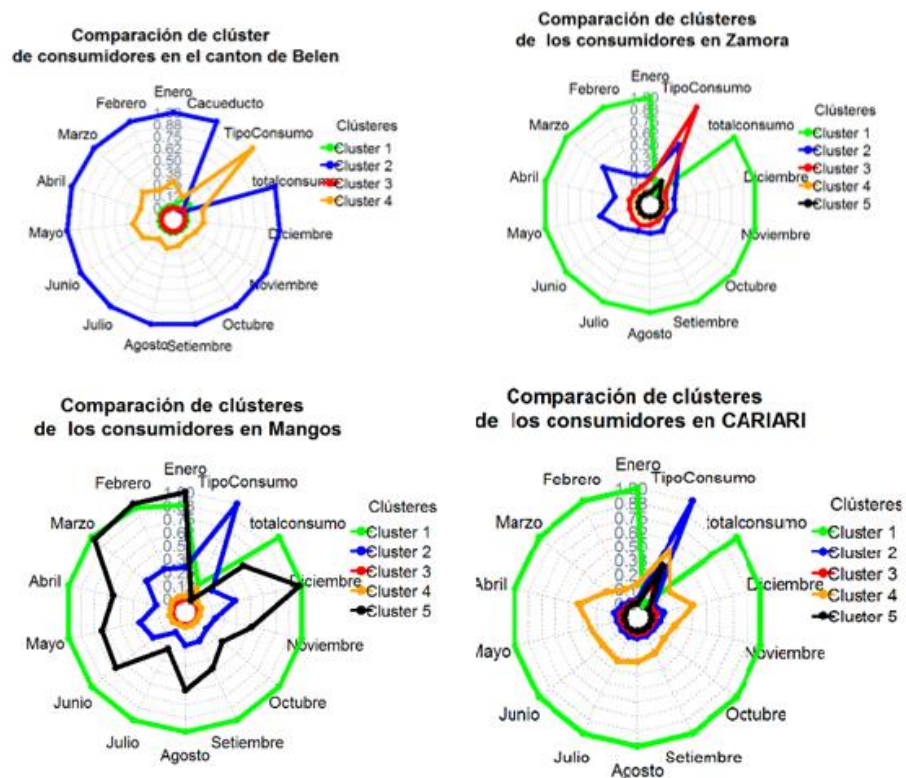 Comparación de clúster
de consumidores en el canton de Belen
Enero
Cacueducto
TipoConsumo
totalconsumo
Diciembre
Noviembre
Octubre
Setiembre
Agosto
Julio
Junio
Mayo
Abril
Marzo
Febrero
Clústeres
Cluster 1
Cluster 2
Cluster 3
Cluster 4
Comparación de clústeres
de los consumidores en Zamora
Enero
TipoConsumo
totalconsumo
Diciembre
Noviembre
Octubre
Setiembre
Agosto
Julio
Junio
Mayo
Abril
Marzo
Febrero
Clústeres
Cluster 1
Cluster 2
Cluster 3
Cluster 4
Cluster 5
Comparación de clústeres
de los consumidores en Mangos
Enero
TipoConsumo
totalconsumo
Diciembre
Noviembre
Octubre
Setiembre
Agosto
Julio
Junio
Mayo
Abril
Marzo
Febrero
Clústeres
Cluster 1
Cluster 2
Cluster 3
Cluster 4
Cluster 5
Comparación de clústeres
de los consumidores en CARIARI
Enero
TipoConsumo
totalconsumo
Diciembre
Noviembre
Octubre
Setiembre
Agosto
Julio
Junio
Mayo
Abril
Marzo
Febrero
Clústeres
Cluster 1
Cluster 2
Cluster 3
Cluster 4
Cluster 5